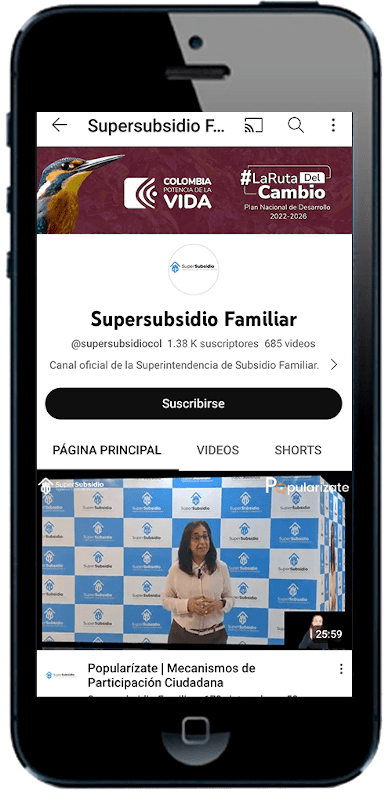 Supersubsidio F...
COLOMBIA
POTENCIA DE LA
VIDA
#LaRuta Del
Cambio
Plan Nacional de Desarrollo
2022-2026
SuperSubsidio
Supersubsidio Familiar
@supersubsidiocol 1.38 K suscriptores 685 videos
Canal oficial de la Superintendencia de Subsidio Familiar.
Suscribirse
PÁGINA PRINCIPAL VIDEOS SHORTS
SuperSubsidio
Popularízate
25:59
SuperSubsidio
Popularízate | Mecanismos de
Participación Ciudadana